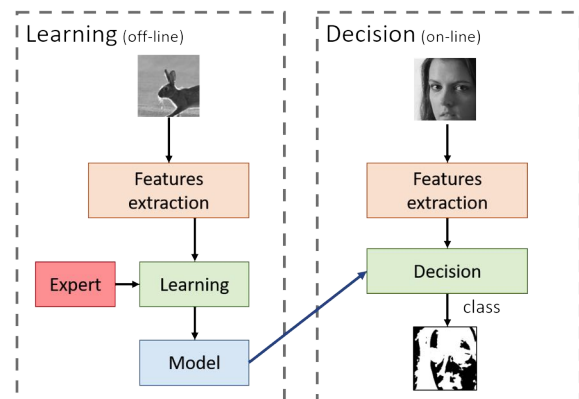 Learning (off-line)
Features
extraction
Expert
Learning
Model
Decision (on-line)
Features
extraction
Decision
class